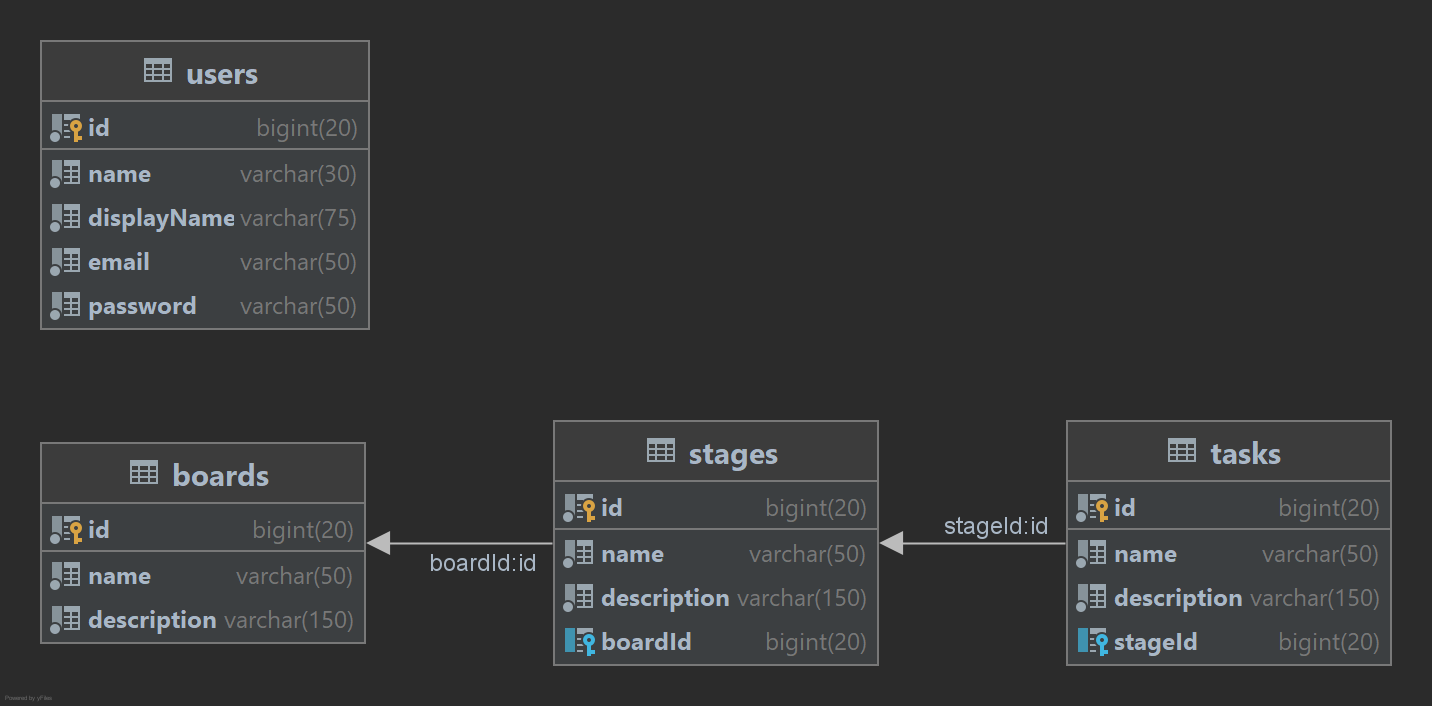 users
id bigint(20)
name varchar(30)
displayName varchar(75)
email varchar(50)
password varchar(50)
boards
id bigint(20)
name varchar(50)
description varchar(150)
boardId:id
stages
id bigint(20)
name varchar(50)
description varchar(150)
boardId bigint(20)
stageId:id
tasks
id bigint(20)
name varchar(50)
description varchar(150)
stageId bigint(20)
Powered by yFiles